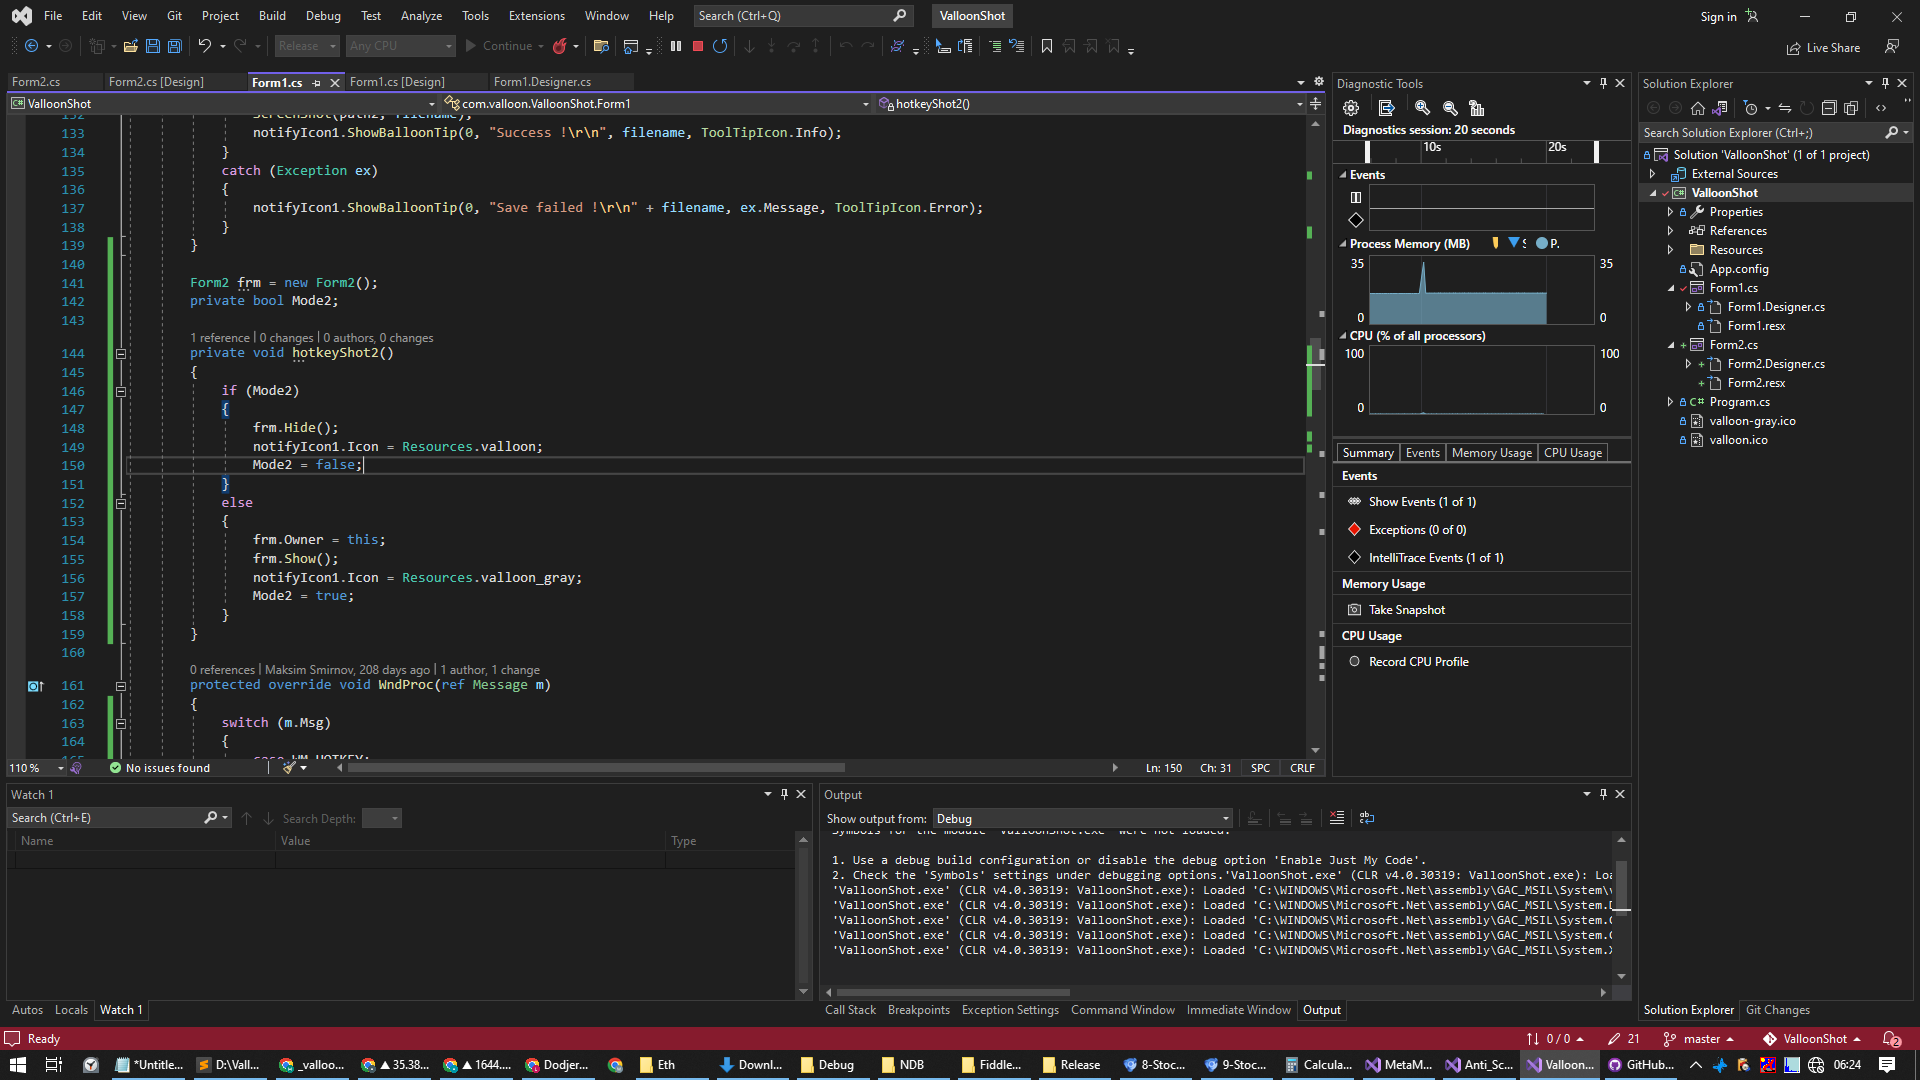 File Edit View Git Project Build Debug Test Analyze Tools Extensions Window Help Search (Ctrl+Q) ValloonShot Sign in
Release Any CPU Continue Live Share
Form2.cs Form2.cs [Design] Form1.cs Form1.cs [Design] Form1.Designer.cs
ValloonShot com.valloon.ValloonShot.Form1 hotkeyShot2()
132 ScreenShot(path2, filename);
133 notifyIcon1.ShowBalloonTip(0, "Success !\r\n", filename, ToolTipIcon.Info);
134 }
135 catch (Exception ex)
136 {
137 notifyIcon1.ShowBalloonTip(0, "Save failed !\r\n" + filename, ex.Message, ToolTipIcon.Error);
138 }
139 }
140
141 Form2 frm = new Form2();
142 private bool Mode2;
143
1 reference | 0 changes | 0 authors, 0 changes
144 private void hotkeyShot2()
145 {
146 if (Mode2)
147 {
148 frm.Hide();
149 notifyIcon1.Icon = Resources.valloon;
150 Mode2 = false;
151 }
152 else
153 {
154 frm.Owner = this;
155 frm.Show();
156 notifyIcon1.Icon = Resources.valloon_gray;
157 Mode2 = true;
158 }
159 }
160
0 references | Maksim Smirnov, 208 days ago | 1 author, 1 change
161 protected override void WndProc(ref Message m)
162 {
163 switch (m.Msg)
164 {
165 case WM_HOTKEY:
110 % No issues found Ln: 150 Ch: 31 SPC CRLF
Diagnostic Tools
Diagnostics session: 20 seconds
10s 20s
Events
Process Memory (MB) P.
35 35
0 0
CPU (% of all processors)
100 100
0 0
Summary Events Memory Usage CPU Usage
Events
Show Events (1 of 1)
Exceptions (0 of 0)
IntelliTrace Events (1 of 1)
Memory Usage
Take Snapshot
CPU Usage
Record CPU Profile
Solution Explorer
Search Solution Explorer (Ctrl+;)
Solution 'ValloonShot' (1 of 1 project)
External Sources
ValloonShot
Properties
References
Resources
App.config
Form1.cs
Form1.Designer.cs
Form1.resx
Form2.cs
Form2.Designer.cs
Form2.resx
Program.cs
valloon-gray.ico
valloon.ico
Watch 1
Search (Ctrl+E) Search Depth:
Name Value Type
Autos Locals Watch 1
Output
Show output from: Debug
Symbols for the module 'ValloonShot.exe' were not loaded.
1. Use a debug build configuration or disable the debug option 'Enable Just My Code'.
2. Check the 'Symbols' settings under debugging options.'ValloonShot.exe' (CLR v4.0.30319: ValloonShot.exe): Loa
'ValloonShot.exe' (CLR v4.0.30319: ValloonShot.exe): Loaded 'C:\WINDOWS\Microsoft.Net\assembly\GAC_MSIL\System\v
'ValloonShot.exe' (CLR v4.0.30319: ValloonShot.exe): Loaded 'C:\WINDOWS\Microsoft.Net\assembly\GAC_MSIL\System.D
'ValloonShot.exe' (CLR v4.0.30319: ValloonShot.exe): Loaded 'C:\WINDOWS\Microsoft.Net\assembly\GAC_MSIL\System.C
'ValloonShot.exe' (CLR v4.0.30319: ValloonShot.exe): Loaded 'C:\WINDOWS\Microsoft.Net\assembly\GAC_MSIL\System.C
'ValloonShot.exe' (CLR v4.0.30319: ValloonShot.exe): Loaded 'C:\WINDOWS\Microsoft.Net\assembly\GAC_MSIL\System.X
Call Stack Breakpoints Exception Settings Command Window Immediate Window Output
Solution Explorer Git Changes
Ready 0 / 0 21 master ValloonShot 2
*Untitle... D:\Vall... _valloo... ▲ 35.38... ▲ 1644.... Dodjer... Eth Downl... Debug NDB Fiddle... Release 8-Stoc... 9-Stoc... Calcula... MetaM... Anti_Sc... Valloon... GitHub... 06:24